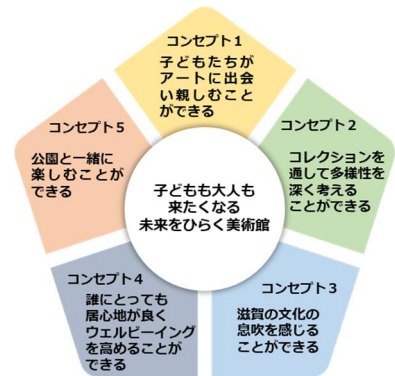 コンセプト1
子どもたちが
アートに出会
い親しむこと
ができる
コンセプト2
コレクションを
通して多様性を
深く考える
ことができる
コンセプト3
滋賀の文化の
息吹を感じる
ことができる
コンセプト4
誰にとっても
居心地が良く
ウェルビーイング
を高めることが
できる
コンセプト5
公園と一緒に
楽しむことが
できる
子どもも大人も
来たくなる
未来をひらく美術館